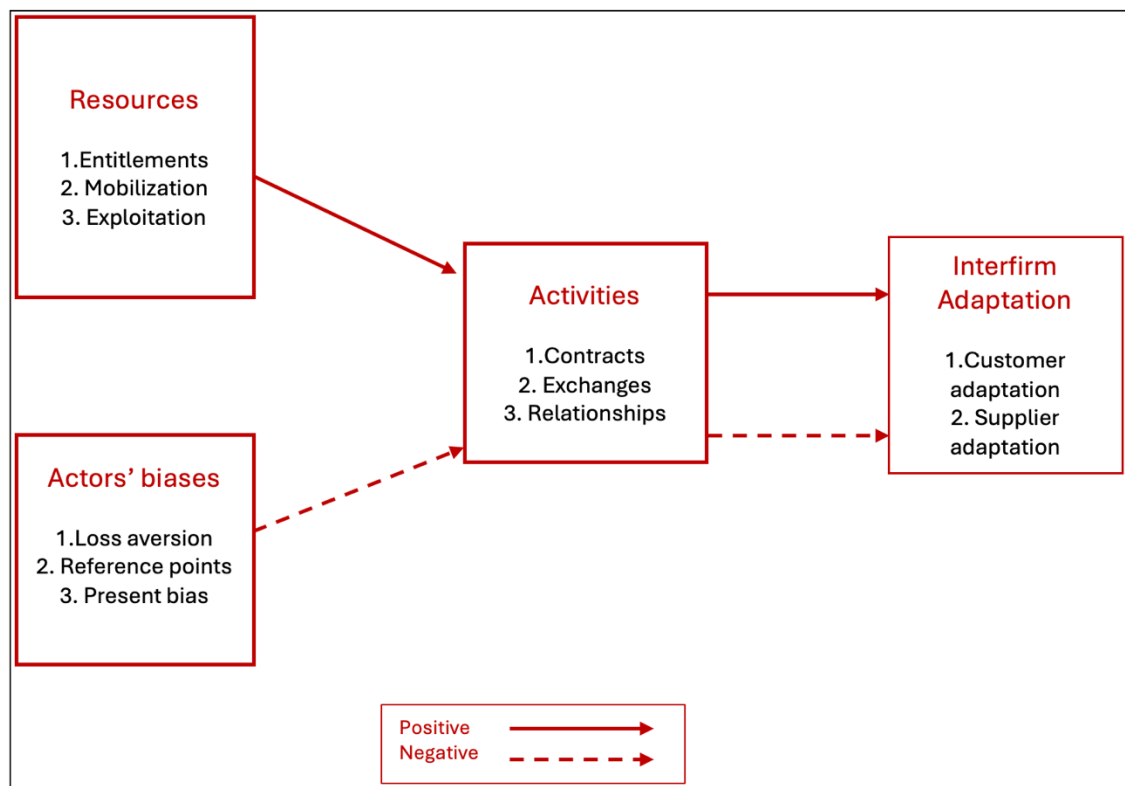 Resources
1.Entitlements
2. Mobilization
3. Exploitation
Actors’ biases
1.Loss aversion
2. Reference points
3. Present bias
Activities
1.Contracts
2. Exchanges
3. Relationships
Interfirm
Adaptation
1.Customer
adaptation
2. Supplier
adaptation
Positive
Negative